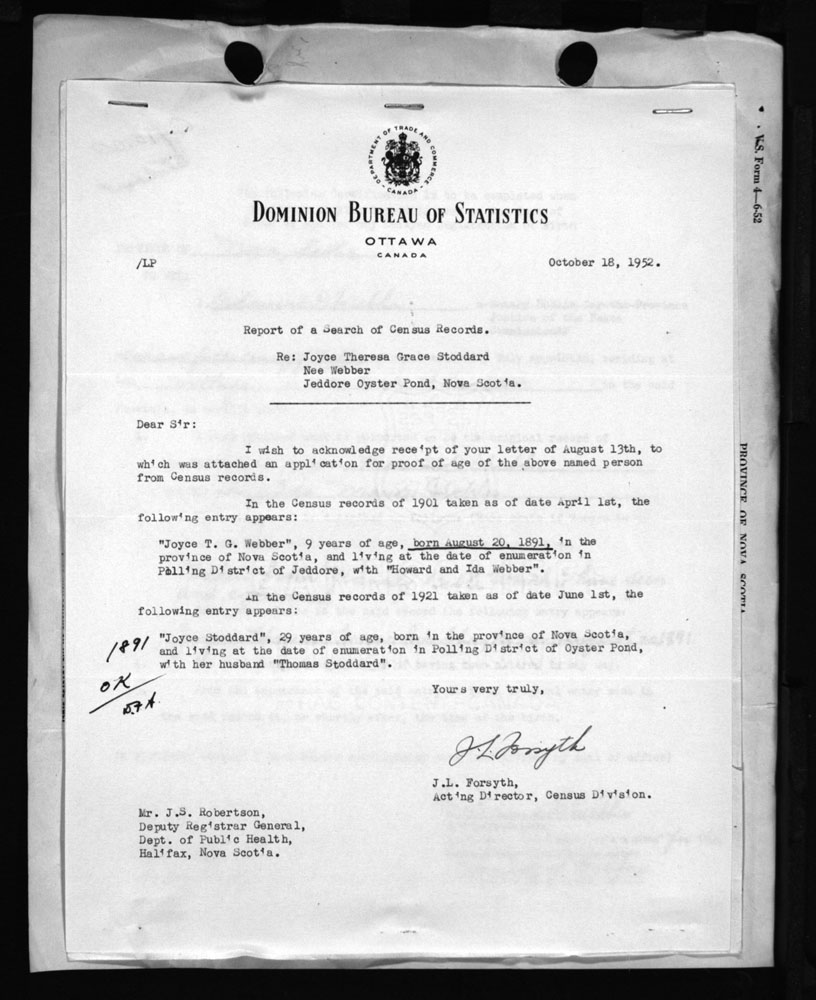 DEPARTMENT OF TRADE AND COMMERCE
CANADA
DOMINION BUREAU OF STATISTICS
OTTAWA
CANADA
/LP
October 18, 1952.
Report of a Search of Census Records.
Re: Joyce Theresa Grace Stoddard
Nee Webber
Jeddore Oyster Pond, Nova Scotia.
Dear Sir:
I wish to acknowledge receipt of your letter of August 13th, to
which was attached an application for proof of age of the above named person
from Census records.
In the Census records of 1901 taken as of date April 1st, the
following entry appears:
"Joyce T. G. Webber", 9 years of age, born August 20, 1891, in the
province of Nova Scotia, and living at the date of enumeration in
Polling District of Jeddore, with "Howard and Ida Webber".
In the Census records of 1921 taken as of date June 1st, the
following entry appears:
"Joyce Stoddard", 29 years of age, born in the province of Nova Scotia,
and living at the date of enumeration in Polling District of Oyster Pond,
with her husband "Thomas Stoddard".
1891
OK
Yours very truly,
J.L. Forsyth
J.L. Forsyth,
Acting Director, Census Division.
Mr. J.S. Robertson,
Deputy Registrar General,
Dept. of Public Health,
Halifax, Nova Scotia.
V.S. Form 4—6-52
PROVINCE OF NOVA SCOTIA